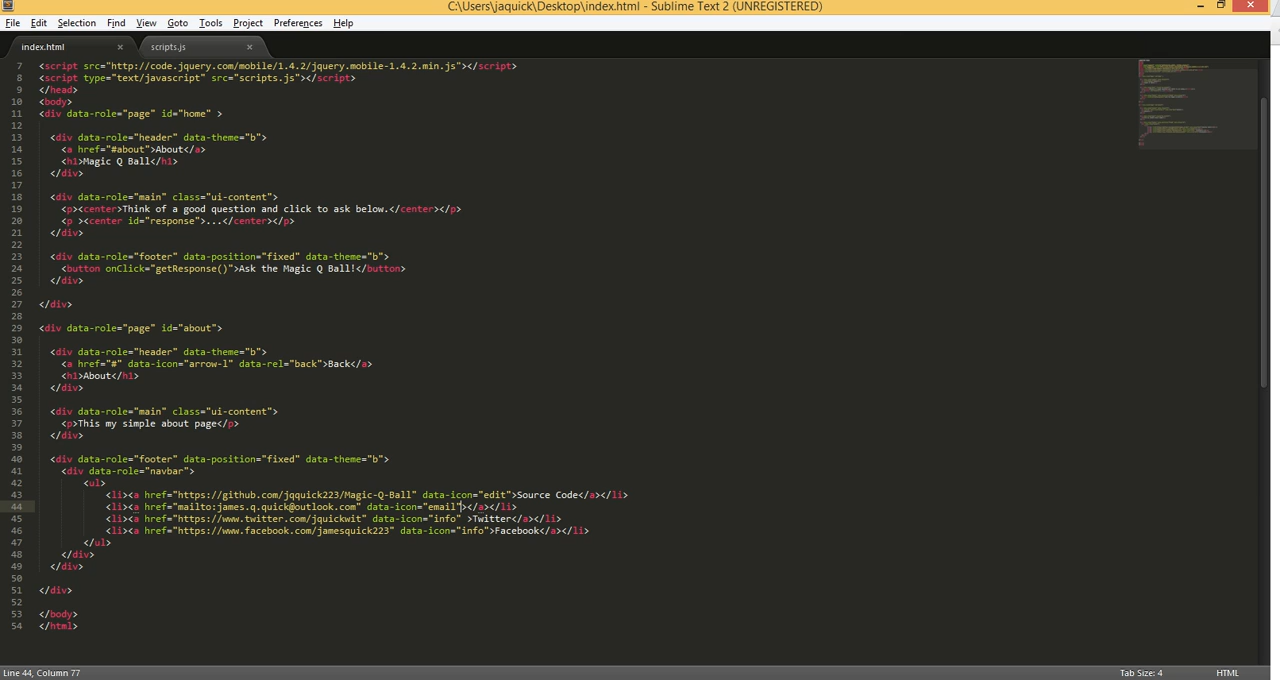 C:\Users\jaquick\Desktop\index.html - Sublime Text 2 (UNREGISTERED)
File Edit Selection Find View Goto Tools Project Preferences Help
index.html × scripts.js ×
7 <script src="http://code.jquery.com/mobile/1.4.2/jquery.mobile-1.4.2.min.js"></script>
8 <script type="text/javascript" src="scripts.js"></script>
9 </head>
10 <body>
11 <div data-role="page" id="home" >
12
13 <div data-role="header" data-theme="b">
14 <a href="#about">About</a>
15 <h1>Magic Q Ball</h1>
16 </div>
17
18 <div data-role="main" class="ui-content">
19 <p><center>Think of a good question and click to ask below.</center></p>
20 <p ><center id="response">...</center></p>
21 </div>
22
23 <div data-role="footer" data-position="fixed" data-theme="b">
24 <button onClick="getResponse()">Ask the Magic Q Ball!</button>
25 </div>
26
27 </div>
28
29 <div data-role="page" id="about">
30
31 <div data-role="header" data-theme="b">
32 <a href="#" data-icon="arrow-l" data-rel="back">Back</a>
33 <h1>About</h1>
34 </div>
35
36 <div data-role="main" class="ui-content">
37 <p>This my simple about page</p>
38 </div>
39
40 <div data-role="footer" data-position="fixed" data-theme="b">
41 <div data-role="navbar">
42 <ul>
43 <li><a href="https://github.com/jqquick223/Magic-Q-Ball" data-icon="edit">Source Code</a></li>
44 <li><a href="mailto:james.q.quick@outlook.com" data-icon="email"></a></li>
45 <li><a href="https://www.twitter.com/jquickwit" data-icon="info" >Twitter</a></li>
46 <li><a href="https://www.facebook.com/jamesquick223" data-icon="info">Facebook</a></li>
47 </ul>
48 </div>
49 </div>
50
51 </div>
52
53 </body>
54 </html>
Line 44, Column 77 Tab Size: 4 HTML